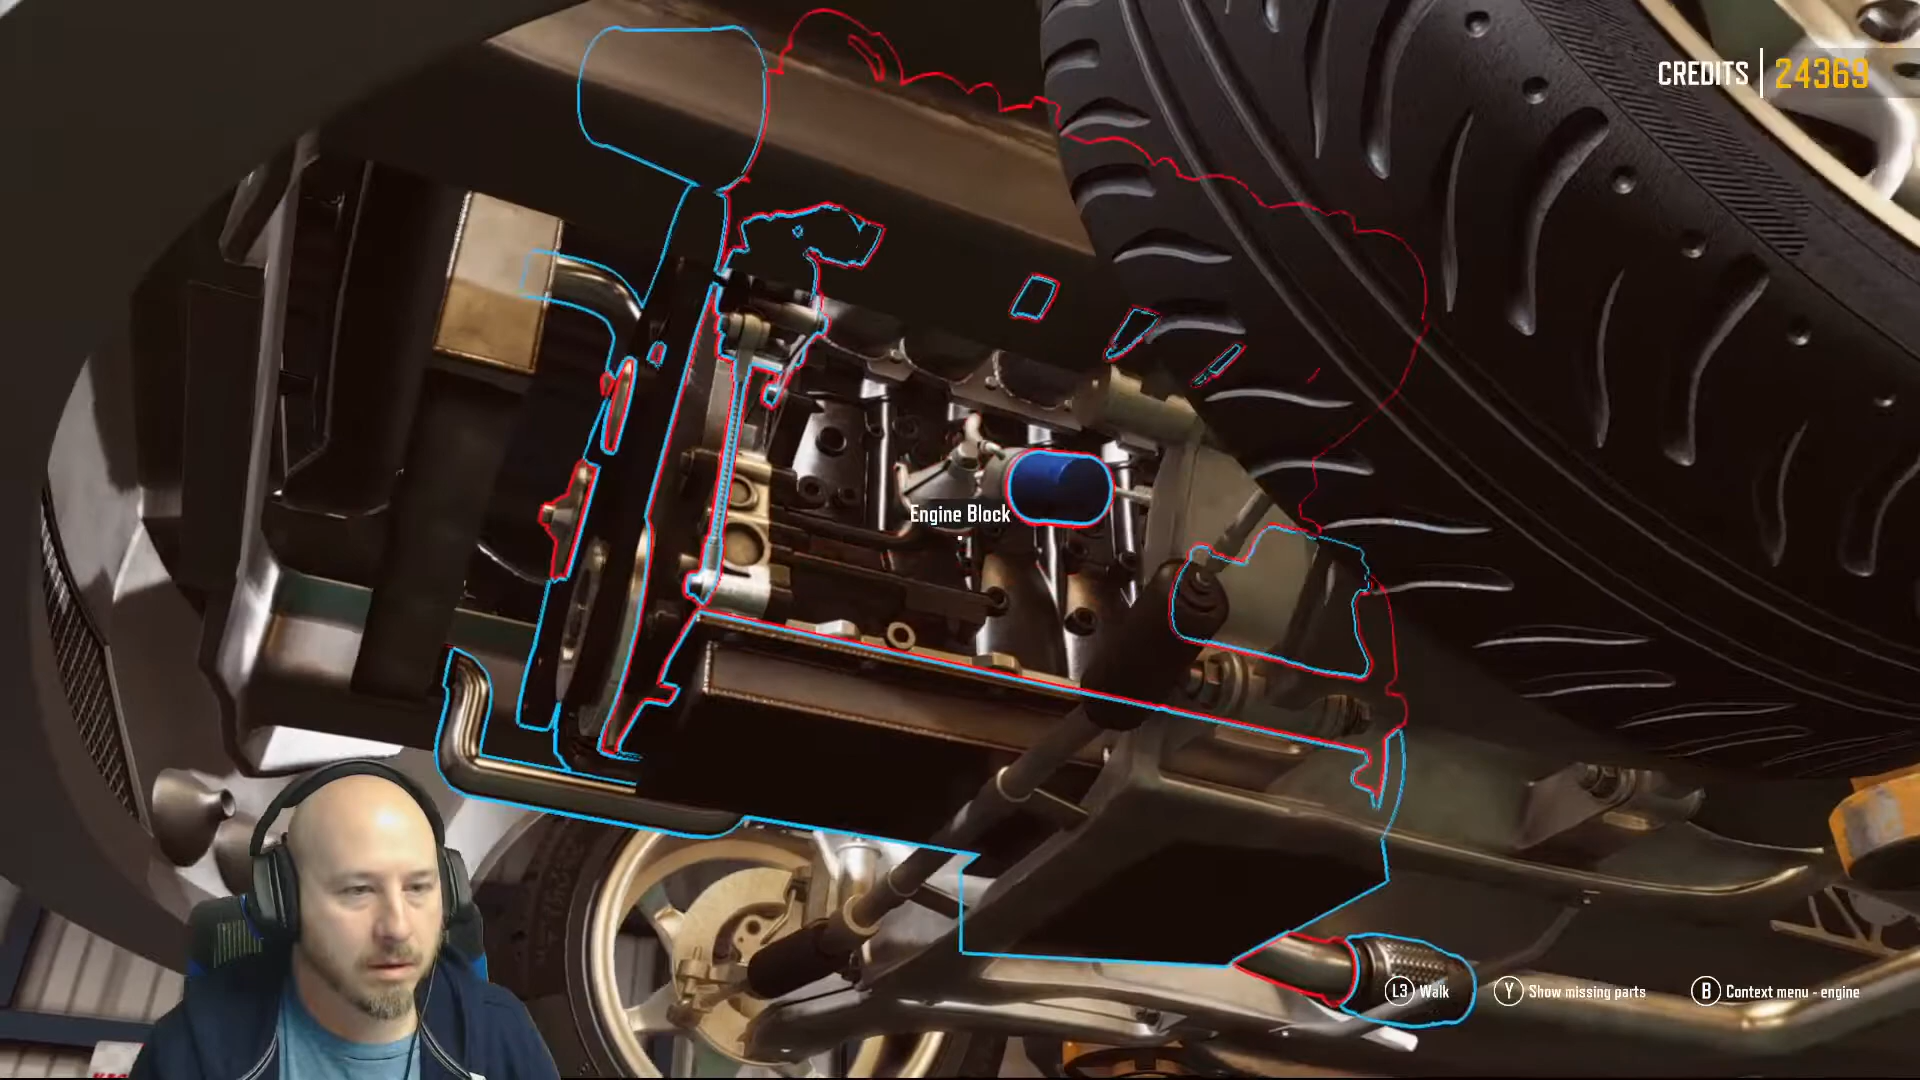 CREDITS 24369
Engine Block
L3 Walk
Y Show missing parts
B Context menu - engine